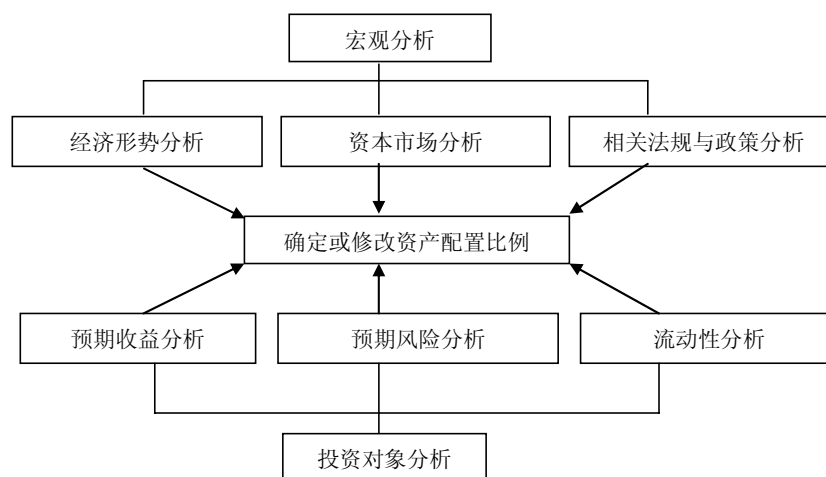 宏观分析
经济形势分析
资本市场分析
相关法规与政策分析
确定或修改资产配置比例
预期收益分析
预期风险分析
流动性分析
投资对象分析